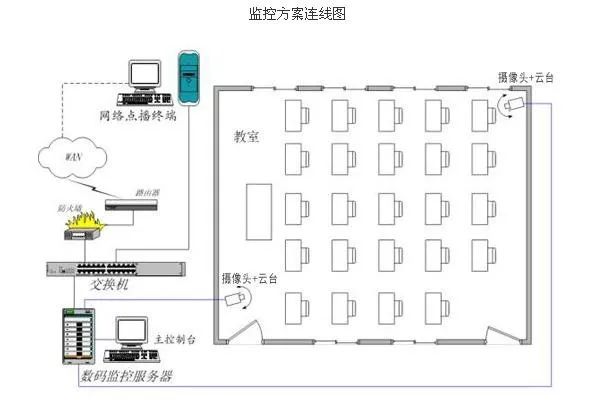 监控方案连线图
摄像头+云台
网络点播终端
教室
WAN
路由器
防火墙
交换机
摄像头+云台
主控制台
数码监控服务器